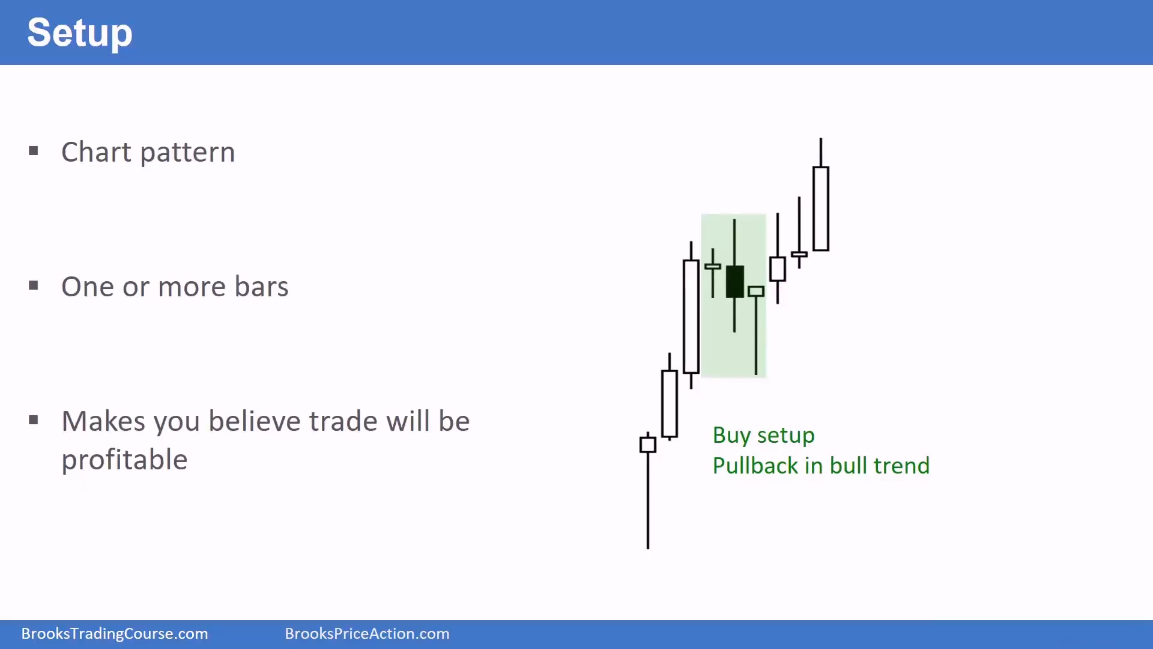 Setup
Chart pattern
One or more bars
Makes you believe trade will be
profitable
Buy setup
Pullback in bull trend
BrooksTradingCourse.com
BrooksPriceAction.com